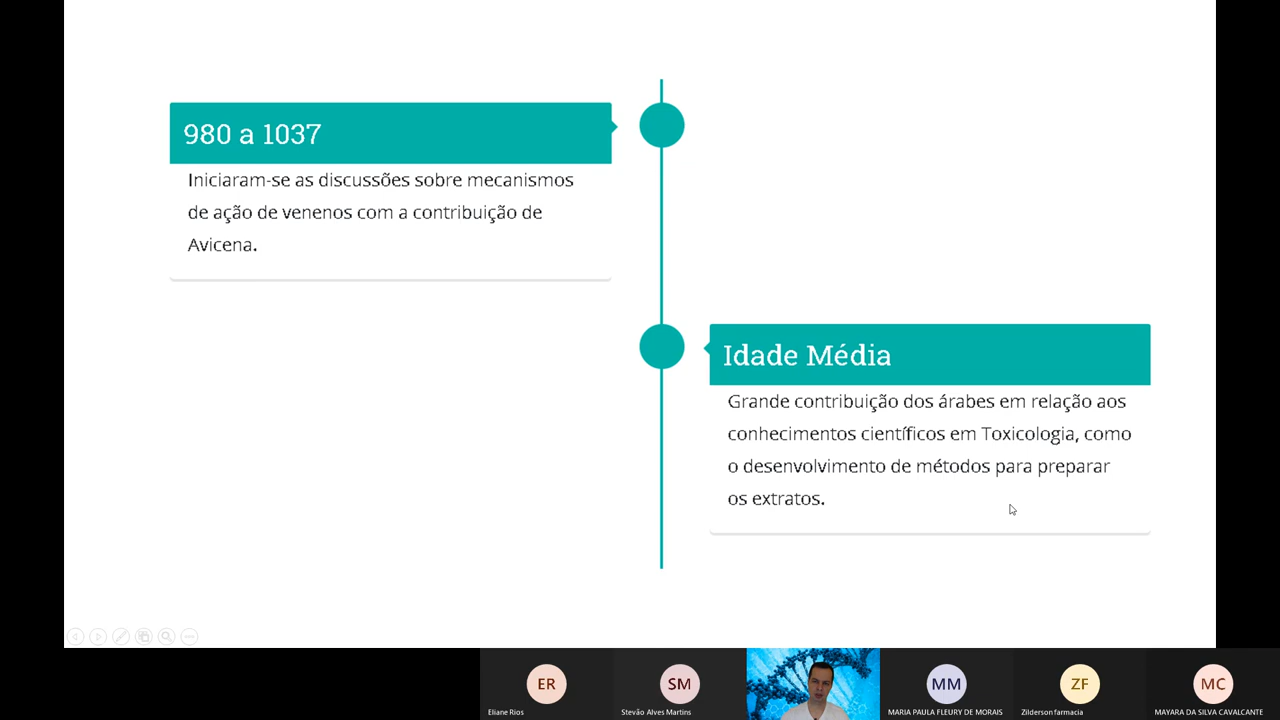 980 a 1037
Iniciaram-se as discussões sobre mecanismos
de ação de venenos com a contribuição de
Avicena.
Idade Média
Grande contribuição dos árabes em relação aos
conhecimentos científicos em Toxicologia, como
o desenvolvimento de métodos para preparar
os extratos.
ER
Eliane Rios
SM
Stevão Alves Martins
MM
MARIA PAULA FLEURY DE MORAIS
ZF
Zilderson farmacia
MC
MAYARA DA SILVA CAVALCANTE